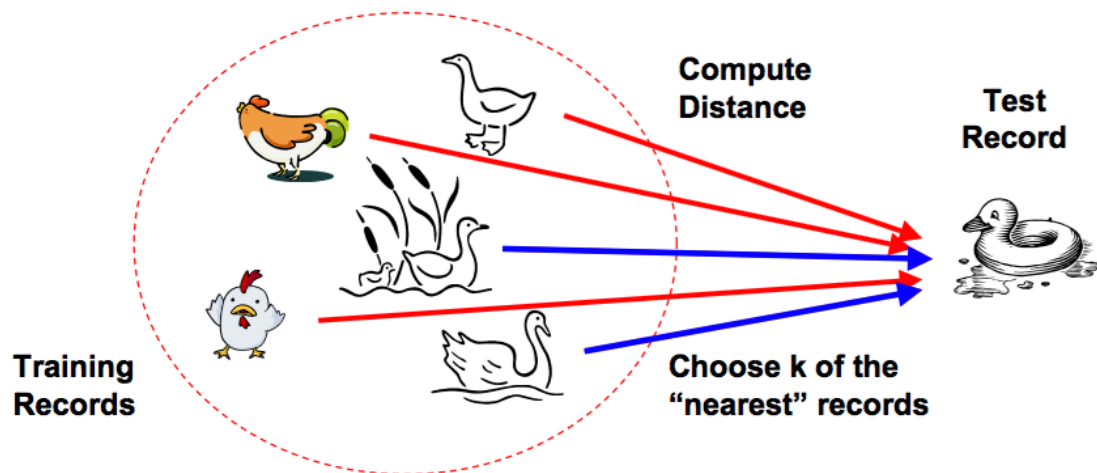 Compute
Distance
Test
Record
Training
Records
Choose k of the
“nearest” records